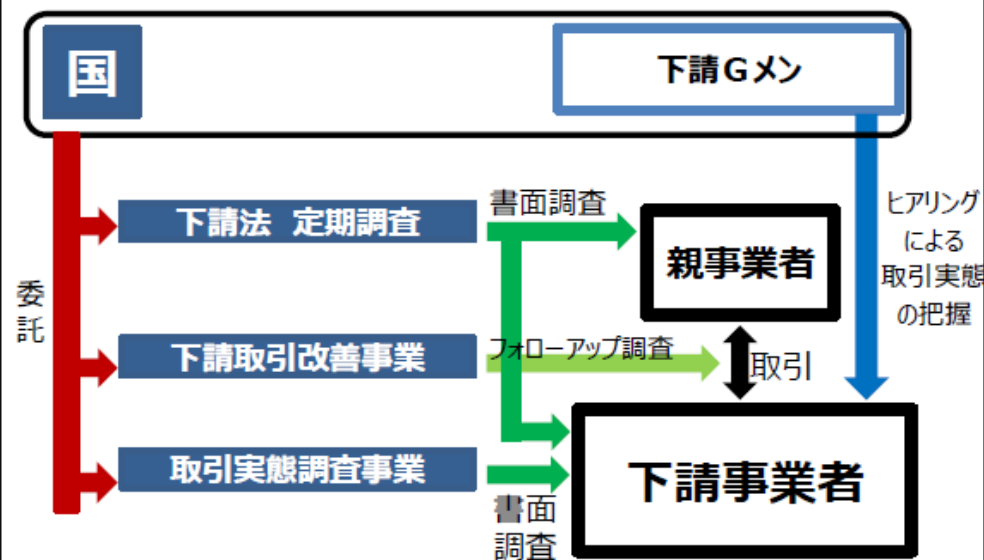 国
下請Gメン
委
託
下請法 定期調査
書面調査
親事業者
ヒアリング
による
取引実態
の把握
下請取引改善事業
フォローアップ調査
取引
取引実態調査事業
書面
調査
下請事業者